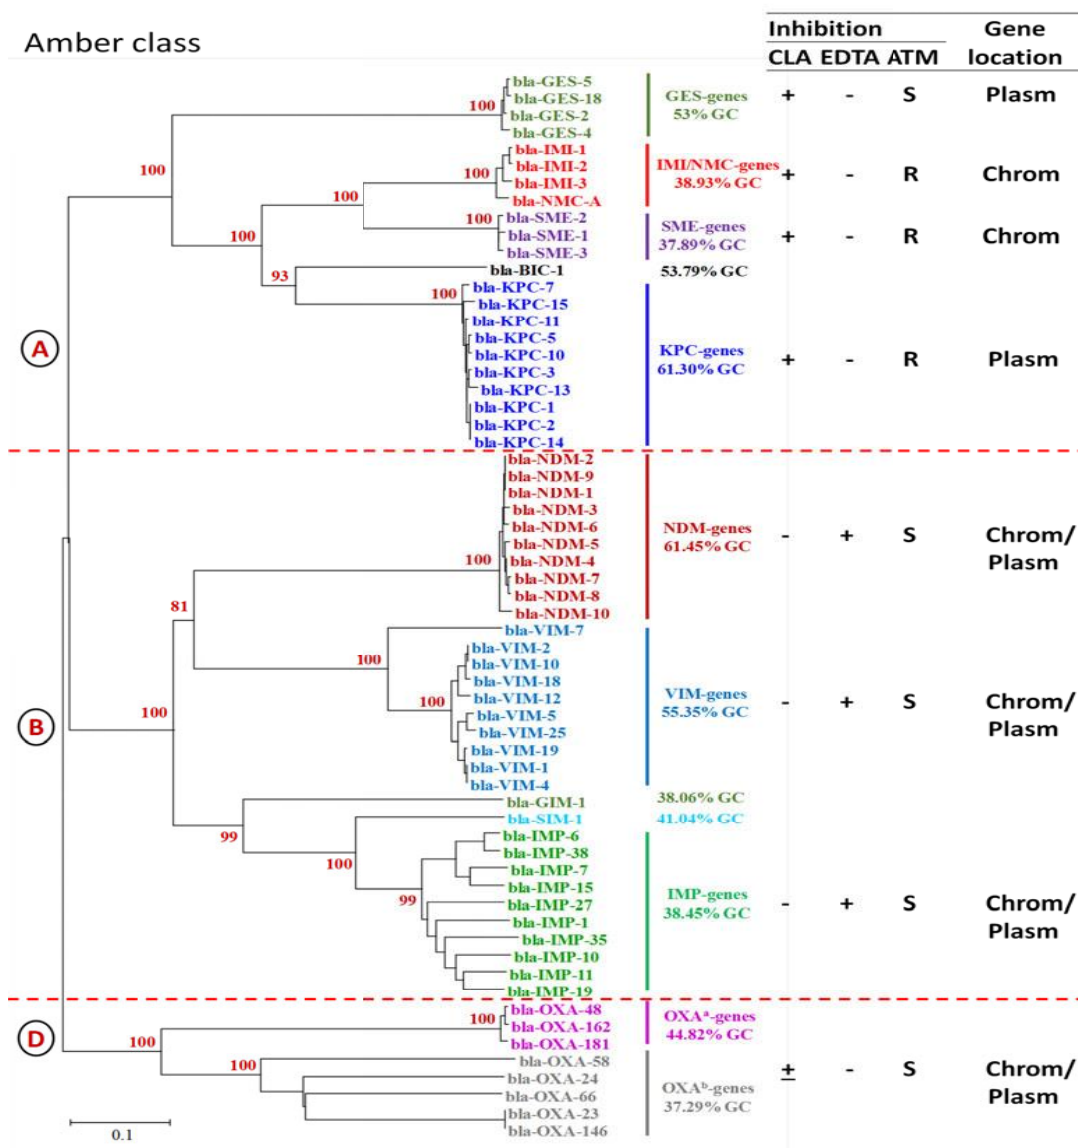 Amber class
Inhibition Gene
CLA EDTA ATM location
bla-GES-5
bla-GES-18
bla-GES-2
bla-GES-4
100
GES-genes
53% GC
+ - S Plasm
bla-IMI-1
bla-IMI-2
bla-IMI-3
bla-NMC-A
100
IMI/NMC-genes
38.93% GC
+ - R Chrom
100
100
bla-SME-2
bla-SME-1
bla-SME-3
100
SME-genes
37.89% GC
+ - R Chrom
100
93
bla-BIC-1
53.79% GC
A
bla-KPC-7
bla-KPC-15
bla-KPC-11
bla-KPC-5
bla-KPC-10
bla-KPC-3
bla-KPC-13
bla-KPC-1
bla-KPC-2
bla-KPC-14
100
KPC-genes
61.30% GC
+ - R Plasm
bla-NDM-2
bla-NDM-9
bla-NDM-1
bla-NDM-3
bla-NDM-6
bla-NDM-5
bla-NDM-4
bla-NDM-7
bla-NDM-8
bla-NDM-10
100
NDM-genes
61.45% GC
- + S Chrom/
Plasm
81
bla-VIM-7
bla-VIM-2
bla-VIM-10
bla-VIM-18
bla-VIM-12
bla-VIM-5
bla-VIM-25
bla-VIM-19
bla-VIM-1
bla-VIM-4
100
100
VIM-genes
55.35% GC
- + S Chrom/
Plasm
B
100
bla-GIM-1
38.06% GC
bla-SIM-1
41.04% GC
99
100
99
bla-IMP-6
bla-IMP-38
bla-IMP-7
bla-IMP-15
bla-IMP-27
bla-IMP-1
bla-IMP-35
bla-IMP-10
bla-IMP-11
bla-IMP-19
IMP-genes
38.45% GC
- + S Chrom/
Plasm
D
100
100
bla-OXA-48
bla-OXA-162
bla-OXA-181
OXAᵃ-genes
44.82% GC
100
bla-OXA-58
bla-OXA-24
bla-OXA-66
bla-OXA-23
bla-OXA-146
OXAᵇ-genes
37.29% GC
± - S Chrom/
Plasm
0.1